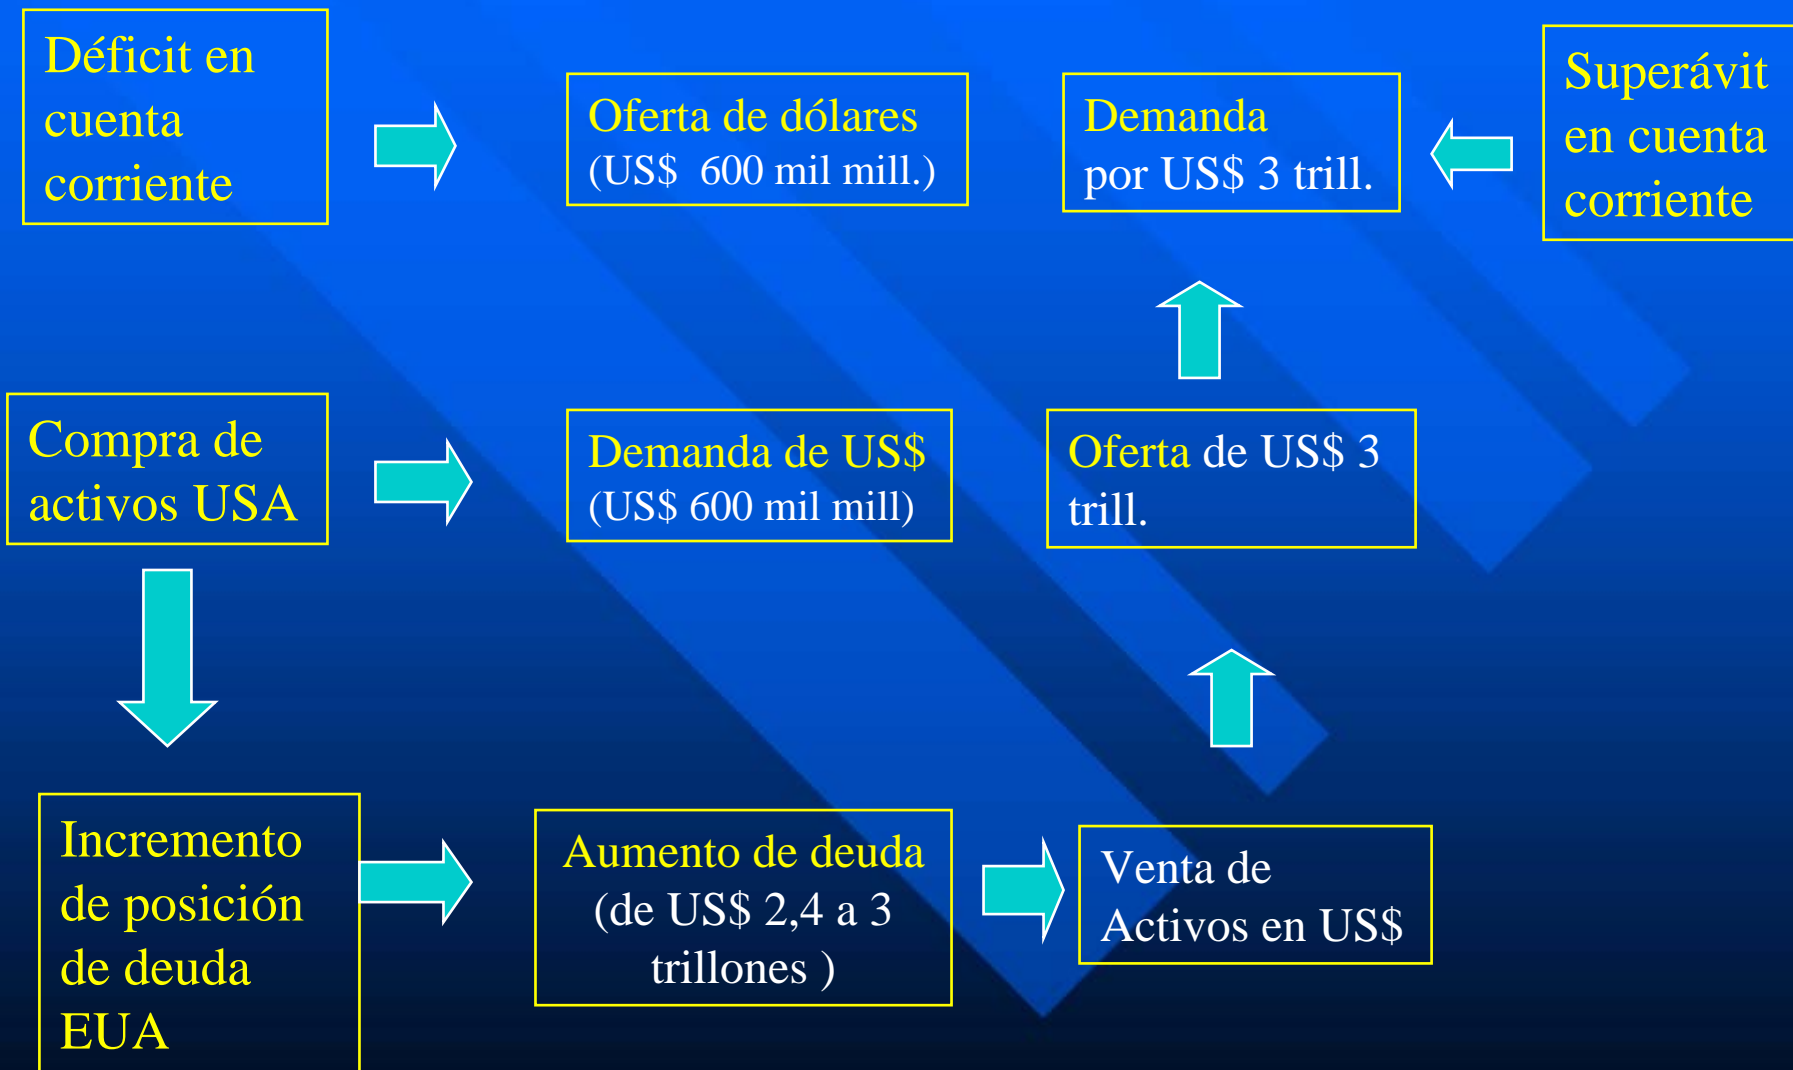 Déficit en
cuenta
corriente
Oferta de dólares
(US$  600 mil mill.)
Demanda
por US$ 3 trill.
Superávit
en cuenta
corriente
Compra de
activos USA
Demanda de US$
(US$ 600 mil mill)
Oferta de US$ 3
trill.
Incremento
de posición
de deuda
EUA
Aumento de deuda
(de US$ 2,4 a 3
trillones )
Venta de
Activos en US$